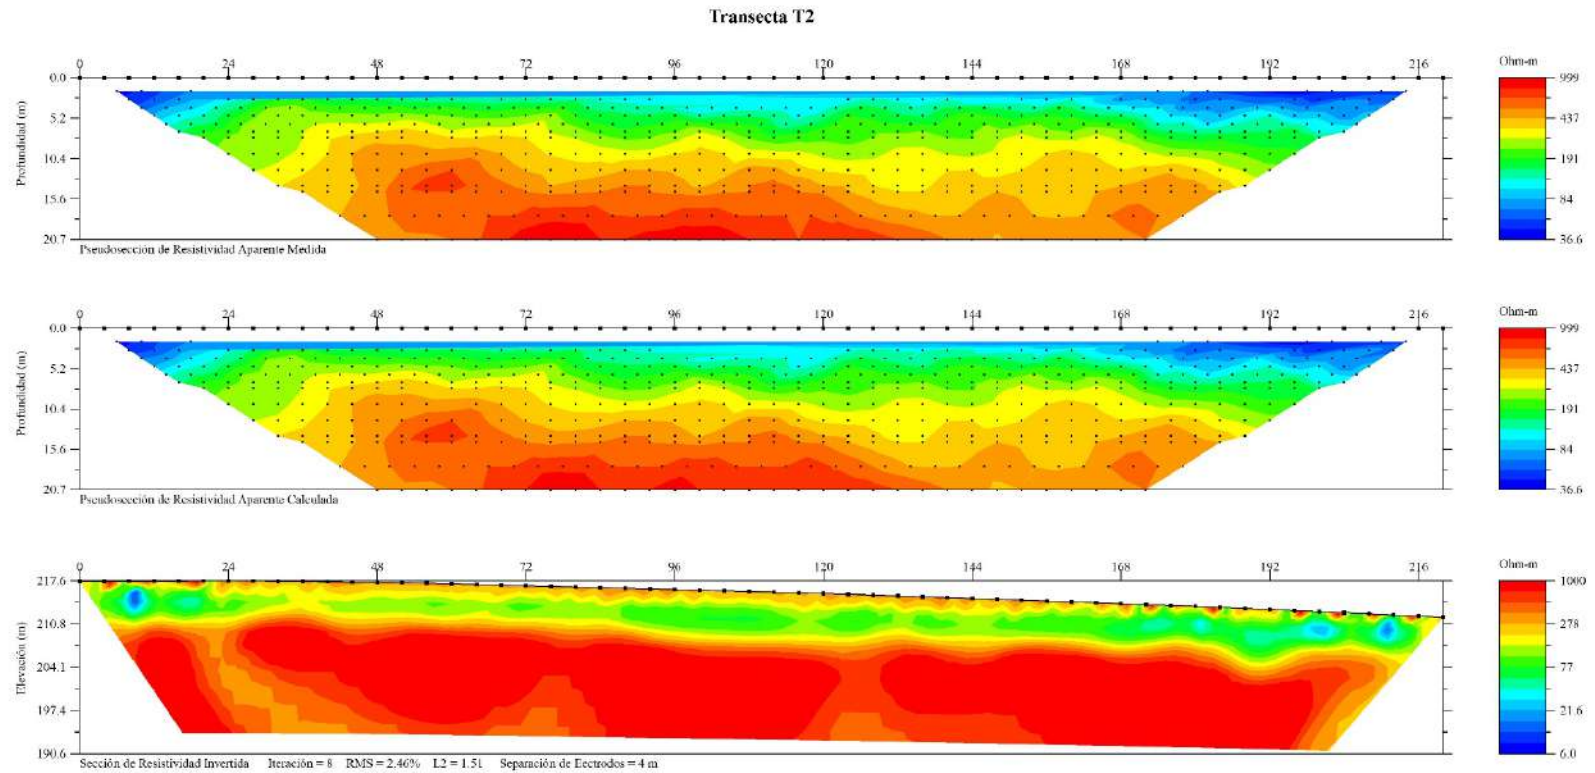 Transecta T2
Ohm-m
0 24 48 72 96 120 144 168 192 216
0.0
5.2
10.4
15.6
20.7
Profundidad (m)
999
437
191
84
36.6
Pseudosección de Resistividad Aparente Medida
Ohm-m
0 24 48 72 96 120 144 168 192 216
0.0
5.2
10.4
15.6
20.7
Profundidad (m)
999
437
191
84
36.6
Pseudosección de Resistividad Aparente Calculada
Ohm-m
0 24 48 72 96 120 144 168 192 216
217.6
210.8
204.1
197.4
190.6
Elevación (m)
1000
278
77
21.6
6.0
Sección de Resistividad Invertida Iteración = 8 RMS = 2.46% L2 = 1.51 Separación de Electrodos = 4 m